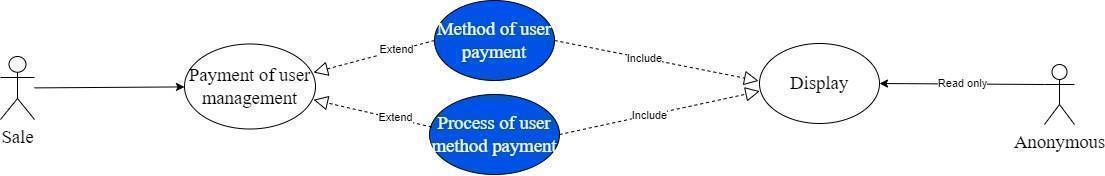 Method of user
payment
Extend
Include
Payment of user
management
Display
Read only
Extend
Include
Process of user
method payment
Sale
Anonymous